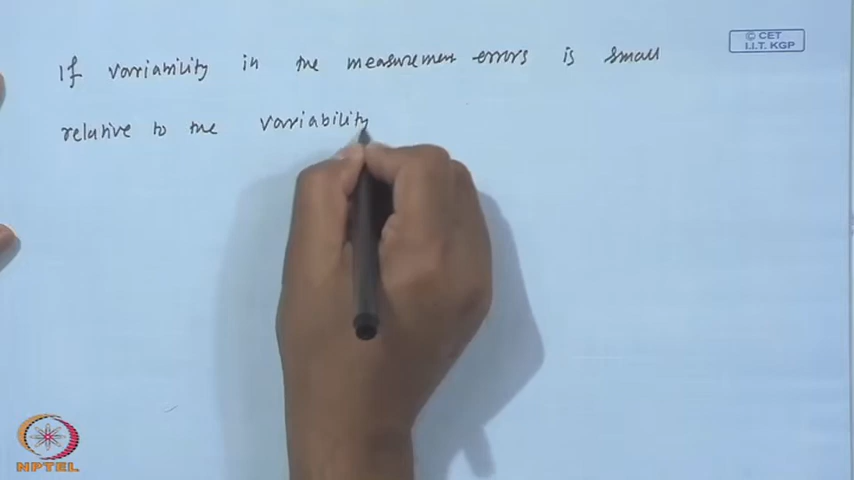 © CET
I.I.T. KGP
If variability in the measurement errors is small
relative to the variability
NPTEL